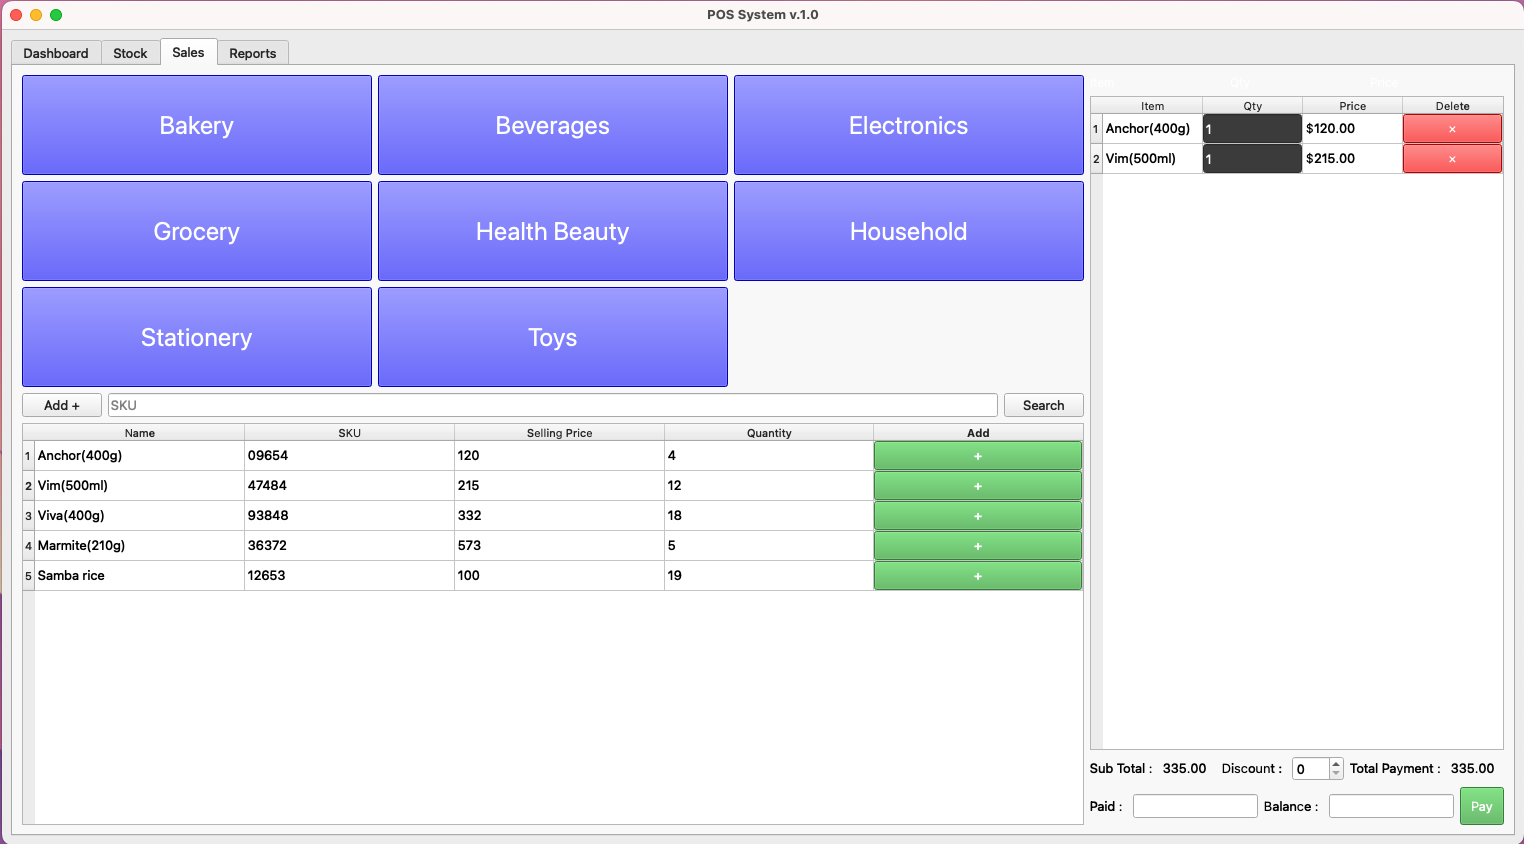 POS System v.1.0
Dashboard Stock Sales Reports
Bakery Beverages Electronics
Grocery Health Beauty Household
Stationery Toys
Add + SKU Search
Name SKU Selling Price Quantity Add
1 Anchor(400g) 09654 120 4 +
2 Vim(500ml) 47484 215 12 +
3 Viva(400g) 93848 332 18 +
4 Marmite(210g) 36372 573 5 +
5 Samba rice 12653 100 19 +
Item Qty Price
Item Qty Price Delete
1 Anchor(400g) 1 $120.00 ×
2 Vim(500ml) 1 $215.00 ×
Sub Total : 335.00 Discount : 0 Total Payment : 335.00
Paid : Balance : Pay